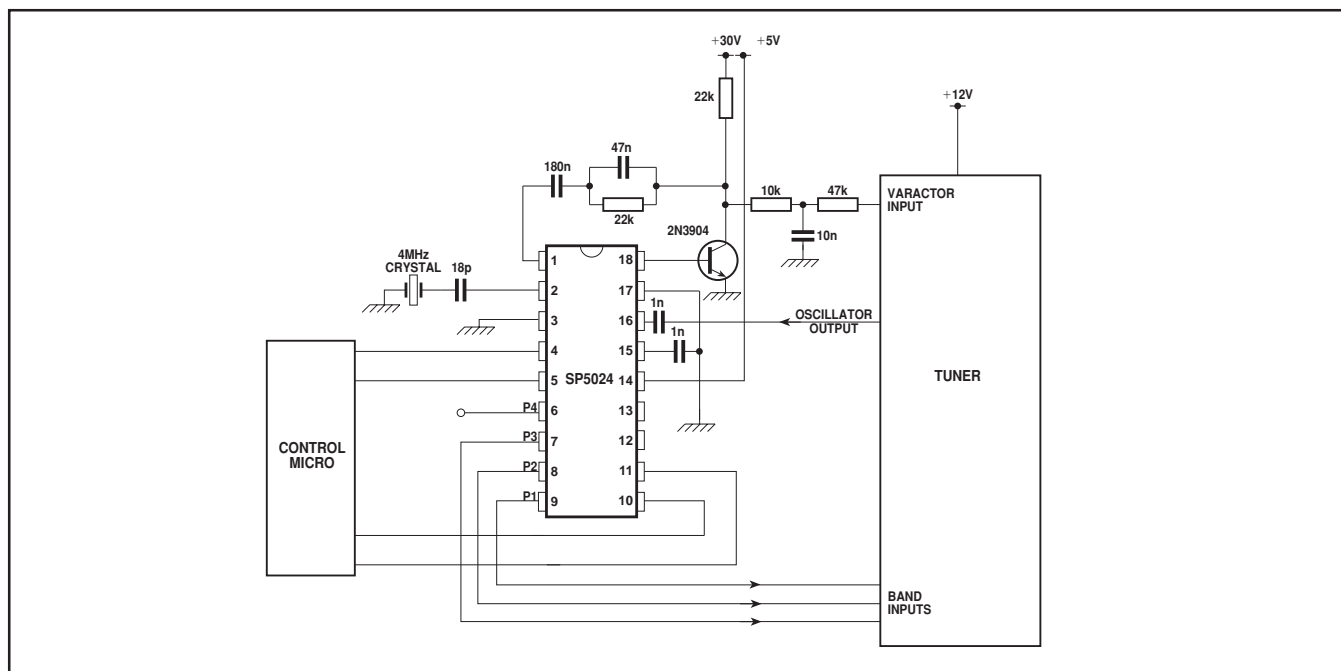 +30V
+5V
22k
+12V
47n
180n
22k
10k
47k
VARACTOR
INPUT
10n
2N3904
4MHz
CRYSTAL
18p
1
18
2
17
1n
3
16
OSCILLATOR
OUTPUT
1n
4
15
5
SP5024
14
TUNER
P4
6
13
P3
7
12
CONTROL
MICRO
P2
8
11
P1
9
10
BAND
INPUTS